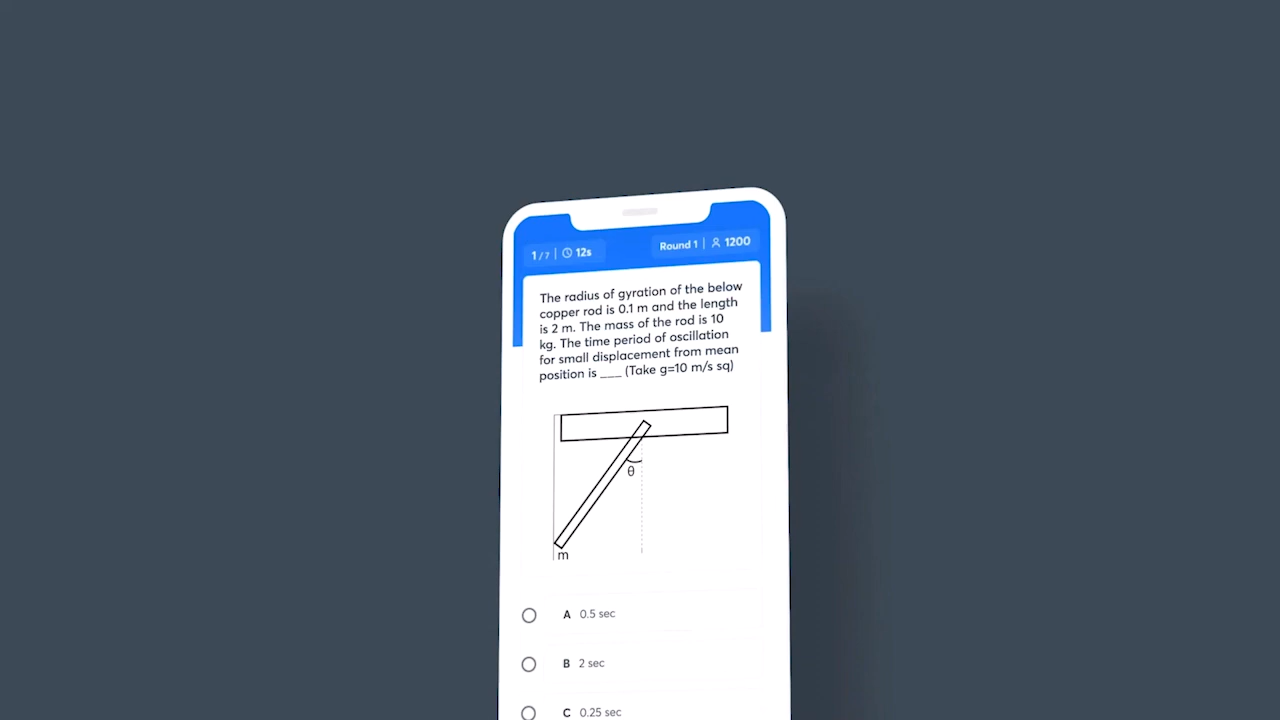 1/7 | 12s
Round 1 | 1200
The radius of gyration of the below
copper rod is 0.1 m and the length
is 2 m. The mass of the rod is 10
kg. The time period of oscillation
for small displacement from mean
position is ___ (Take g=10 m/s sq)
θ
m
A 0.5 sec
B 2 sec
C 0.25 sec